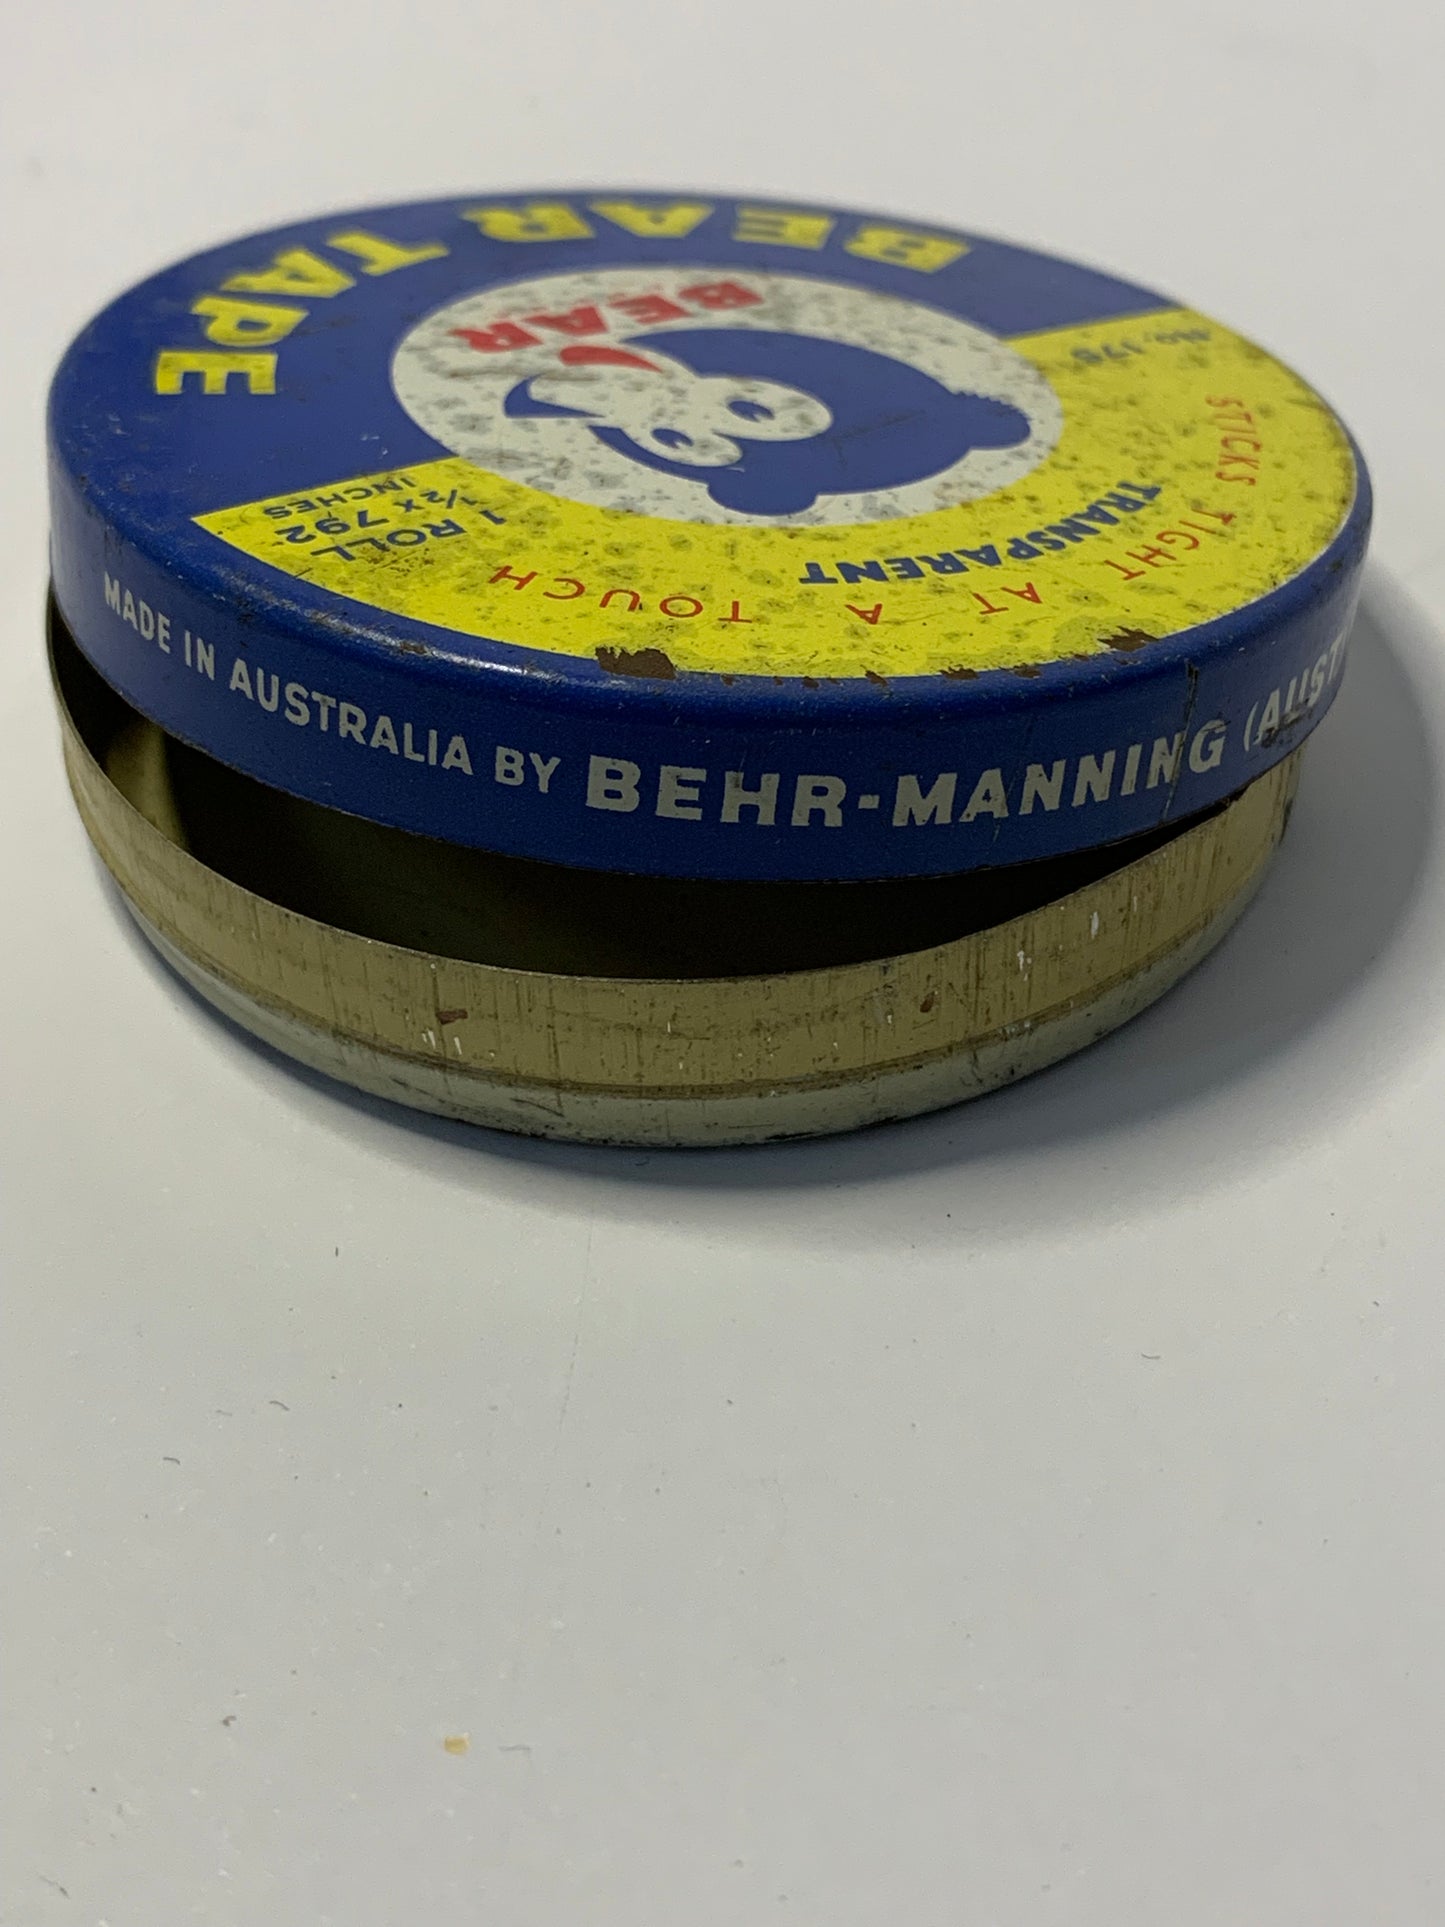 BEAR TAPE
BEAR
No. 176
STICKS TIGHT AT A TOUCH
TRANSPARENT
1 ROLL
1/2 x 792
INCHES
MADE IN AUSTRALIA BY BEHR-MANNING